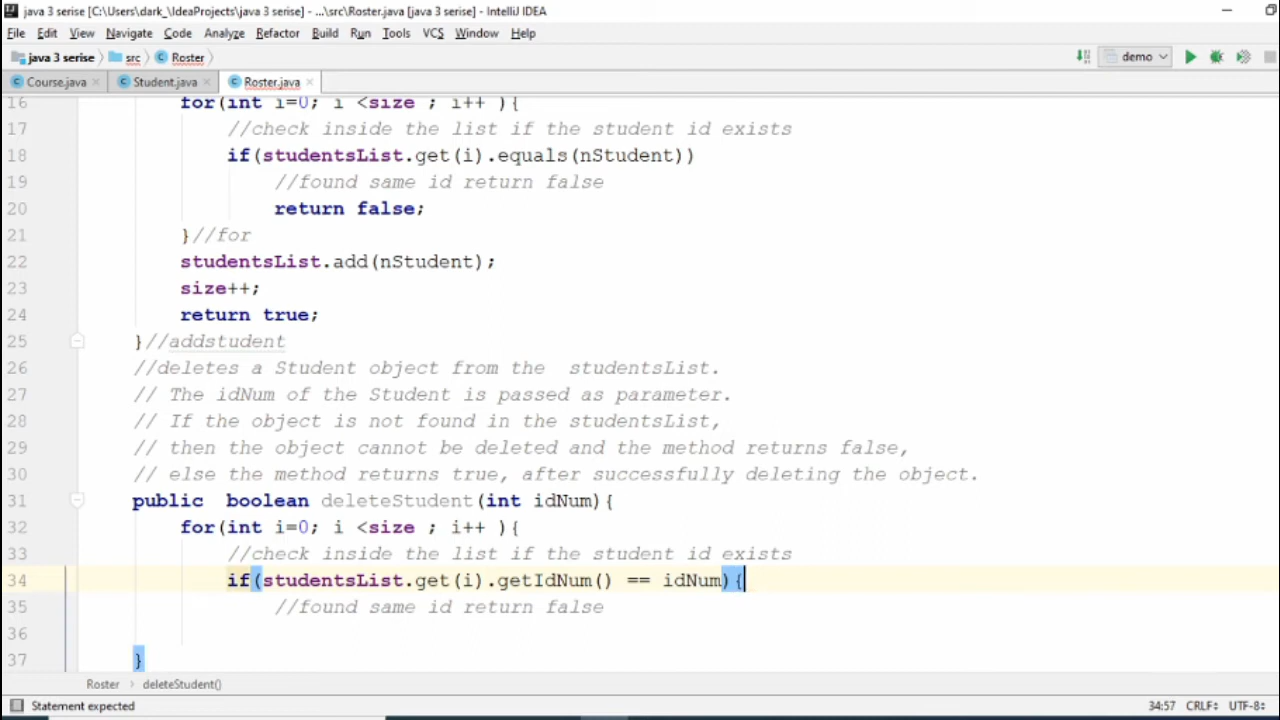 java 3 serise [C:\Users\dark_\IdeaProjects\java 3 serise] - ...\src\Roster.java [java 3 serise] - IntelliJ IDEA
File Edit View Navigate Code Analyze Refactor Build Run Tools VCS Window Help
java 3 serise src Roster demo
Course.java Student.java Roster.java
16 for(int i=0; i <size ; i++ ){
17 //check inside the list if the student id exists
18 if(studentsList.get(i).equals(nStudent))
19 //found same id return false
20 return false;
21 }//for
22 studentsList.add(nStudent);
23 size++;
24 return true;
25 }//addstudent
26 //deletes a Student object from the  studentsList.
27 // The idNum of the Student is passed as parameter.
28 // If the object is not found in the studentsList,
29 // then the object cannot be deleted and the method returns false,
30 // else the method returns true, after successfully deleting the object.
31 public  boolean deleteStudent(int idNum){
32 for(int i=0; i <size ; i++ ){
33 //check inside the list if the student id exists
34 if(studentsList.get(i).getIdNum() == idNum){
35 //found same id return false
36
37 }
Roster deleteStudent()
Statement expected 34:57 CRLF UTF-8